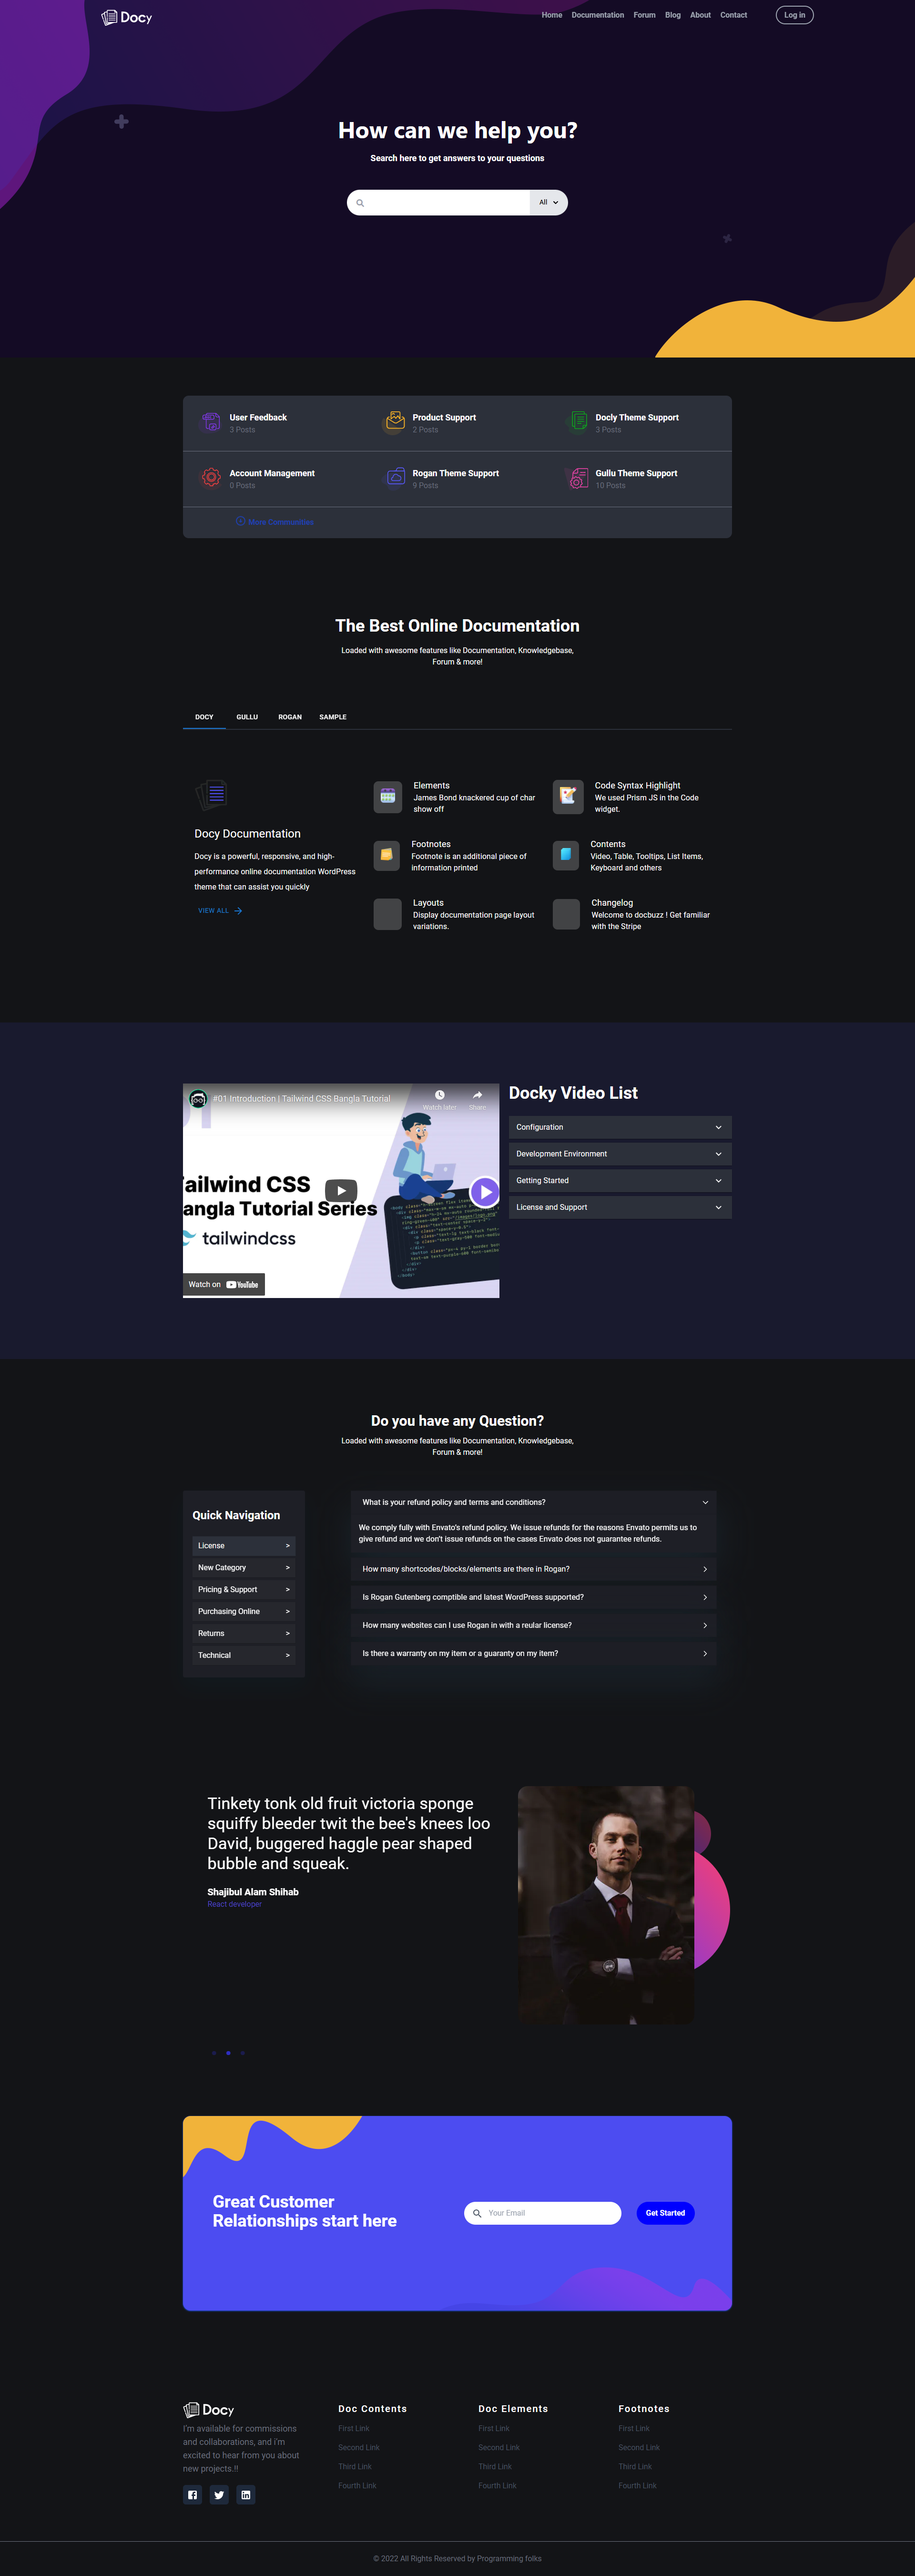 Docy
Home Documentation Forum Blog About Contact Log in
How can we help you?
Search here to get answers to your questions
All
User Feedback
3 Posts
Product Support
2 Posts
Docly Theme Support
3 Posts
Account Management
0 Posts
Rogan Theme Support
9 Posts
Gullu Theme Support
10 Posts
More Communities
The Best Online Documentation
Loaded with awesome features like Documentation, Knowledgebase,
Forum & more!
DOCY GULLU ROGAN SAMPLE
Docy Documentation
Docy is a powerful, responsive, and high-
performance online documentation WordPress
theme that can assist you quickly
VIEW ALL
Elements
James Bond knackered cup of char
show off
Code Syntax Highlight
We used Prism JS in the Code
widget.
Footnotes
Footnote is an additional piece of
information printed
Contents
Video, Table, Tooltips, List Items,
Keyboard and others
Layouts
Display documentation page layout
variations.
Changelog
Welcome to docbuzz ! Get familiar
with the Stripe
#01 Introduction | Tailwind CSS Bangla Tutorial
Watch later Share
ailwind CSS
angla Tutorial Series
tailwindcss
Watch on YouTube
Docky Video List
Configuration
Development Environment
Getting Started
License and Support
Do you have any Question?
Loaded with awesome features like Documentation, Knowledgebase,
Forum & more!
Quick Navigation
License >
New Category >
Pricing & Support >
Purchasing Online >
Returns >
Technical >
What is your refund policy and terms and conditions?
We comply fully with Envato's refund policy. We issue refunds for the reasons Envato permits us to
give refund and we don't issue refunds on the cases Envato does not guarantee refunds.
How many shortcodes/blocks/elements are there in Rogan?
Is Rogan Gutenberg comptible and latest WordPress supported?
How many websites can I use Rogan in with a reular license?
Is there a warranty on my item or a guaranty on my item?
Tinkety tonk old fruit victoria sponge
squiffy bleeder twit the bee's knees loo
David, buggered haggle pear shaped
bubble and squeak.
Shajibul Alam Shihab
React developer
Great Customer
Relationships start here
Your Email
Get Started
Docy
I'm available for commissions
and collaborations, and i'm
excited to hear from you about
new projects.!!
Doc Contents
First Link
Second Link
Third Link
Fourth Link
Doc Elements
First Link
Second Link
Third Link
Fourth Link
Footnotes
First Link
Second Link
Third Link
Fourth Link
© 2022 All Rights Reserved by Programming folks